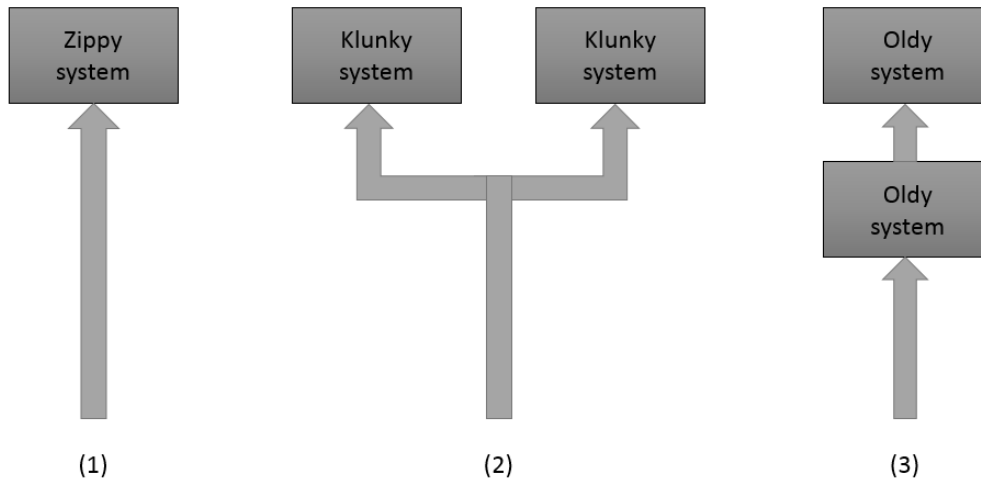 Zippy
system
Klunky
system
Klunky
system
Oldy
system
Oldy
system
(1)
(2)
(3)